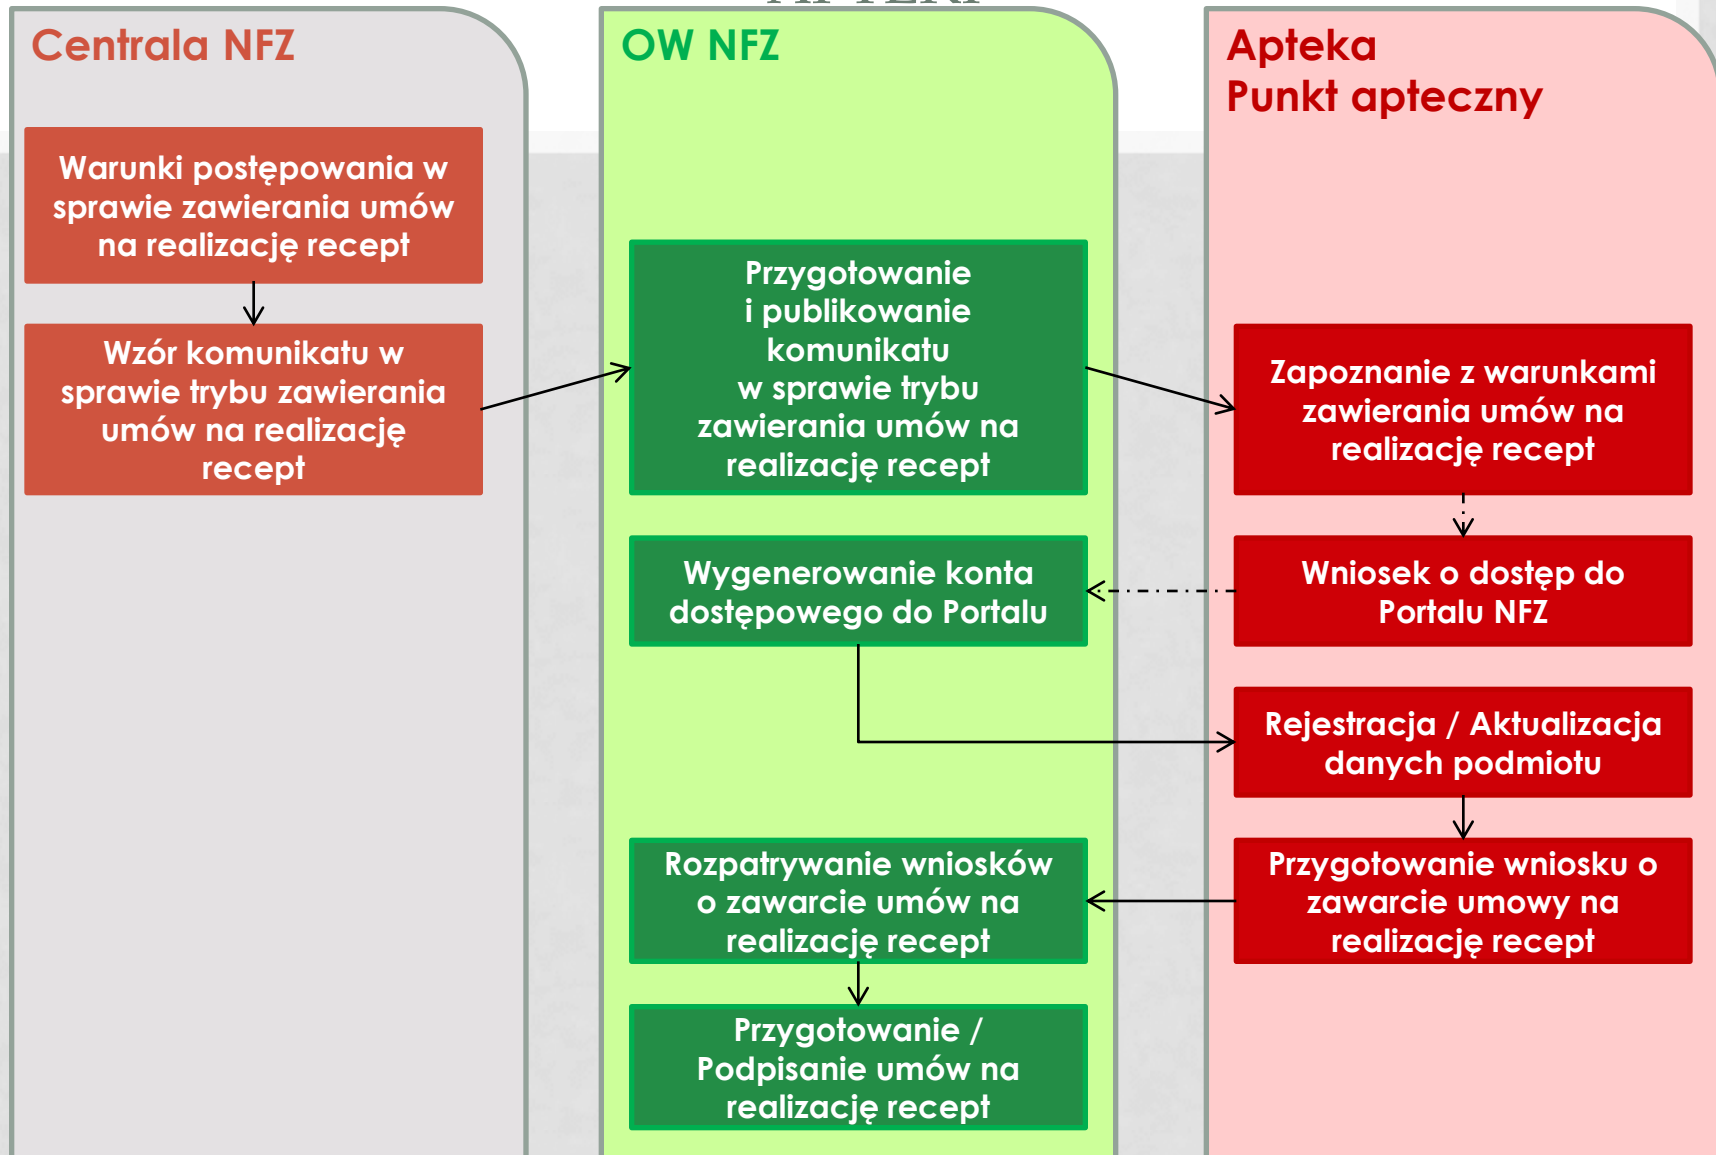 Centrala NFZ
Warunki postępowania w
sprawie zawierania umów
na realizację recept
Wzór komunikatu w
sprawie trybu zawierania
umów na realizację
recept
OW NFZ
Przygotowanie
i publikowanie
komunikatu
w sprawie trybu
zawierania umów na
realizację recept
Wygenerowanie konta
dostępowego do Portalu
Rozpatrywanie wniosków
o zawarcie umów na
realizację recept
Przygotowanie /
Podpisanie umów na
realizację recept
Apteka
Punkt apteczny
Zapoznanie z warunkami
zawierania umów na
realizację recept
Wniosek o dostęp do
Portalu NFZ
Rejestracja / Aktualizacja
danych podmiotu
Przygotowanie wniosku o
zawarcie umowy na
realizację recept